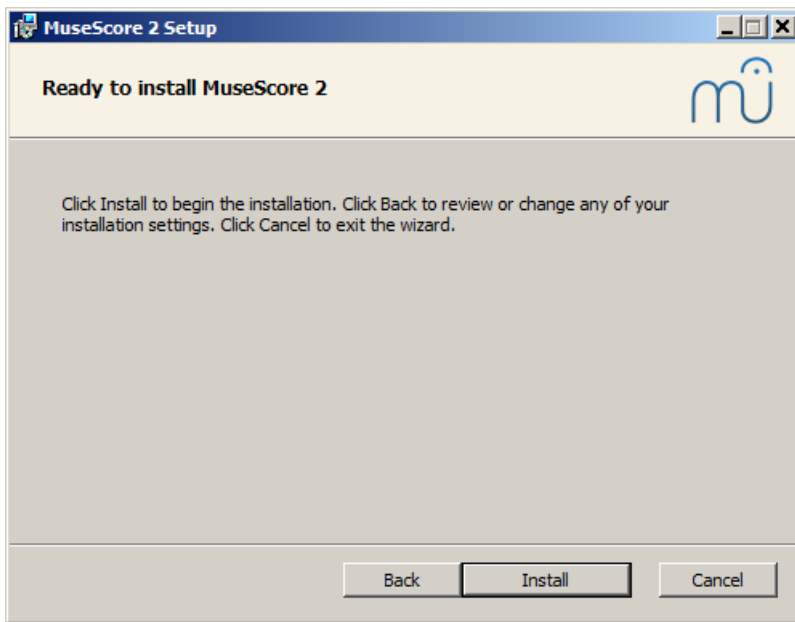 MuseScore 2 Setup
Ready to install MuseScore 2
Click Install to begin the installation. Click Back to review or change any of your
installation settings. Click Cancel to exit the wizard.
Back Install Cancel